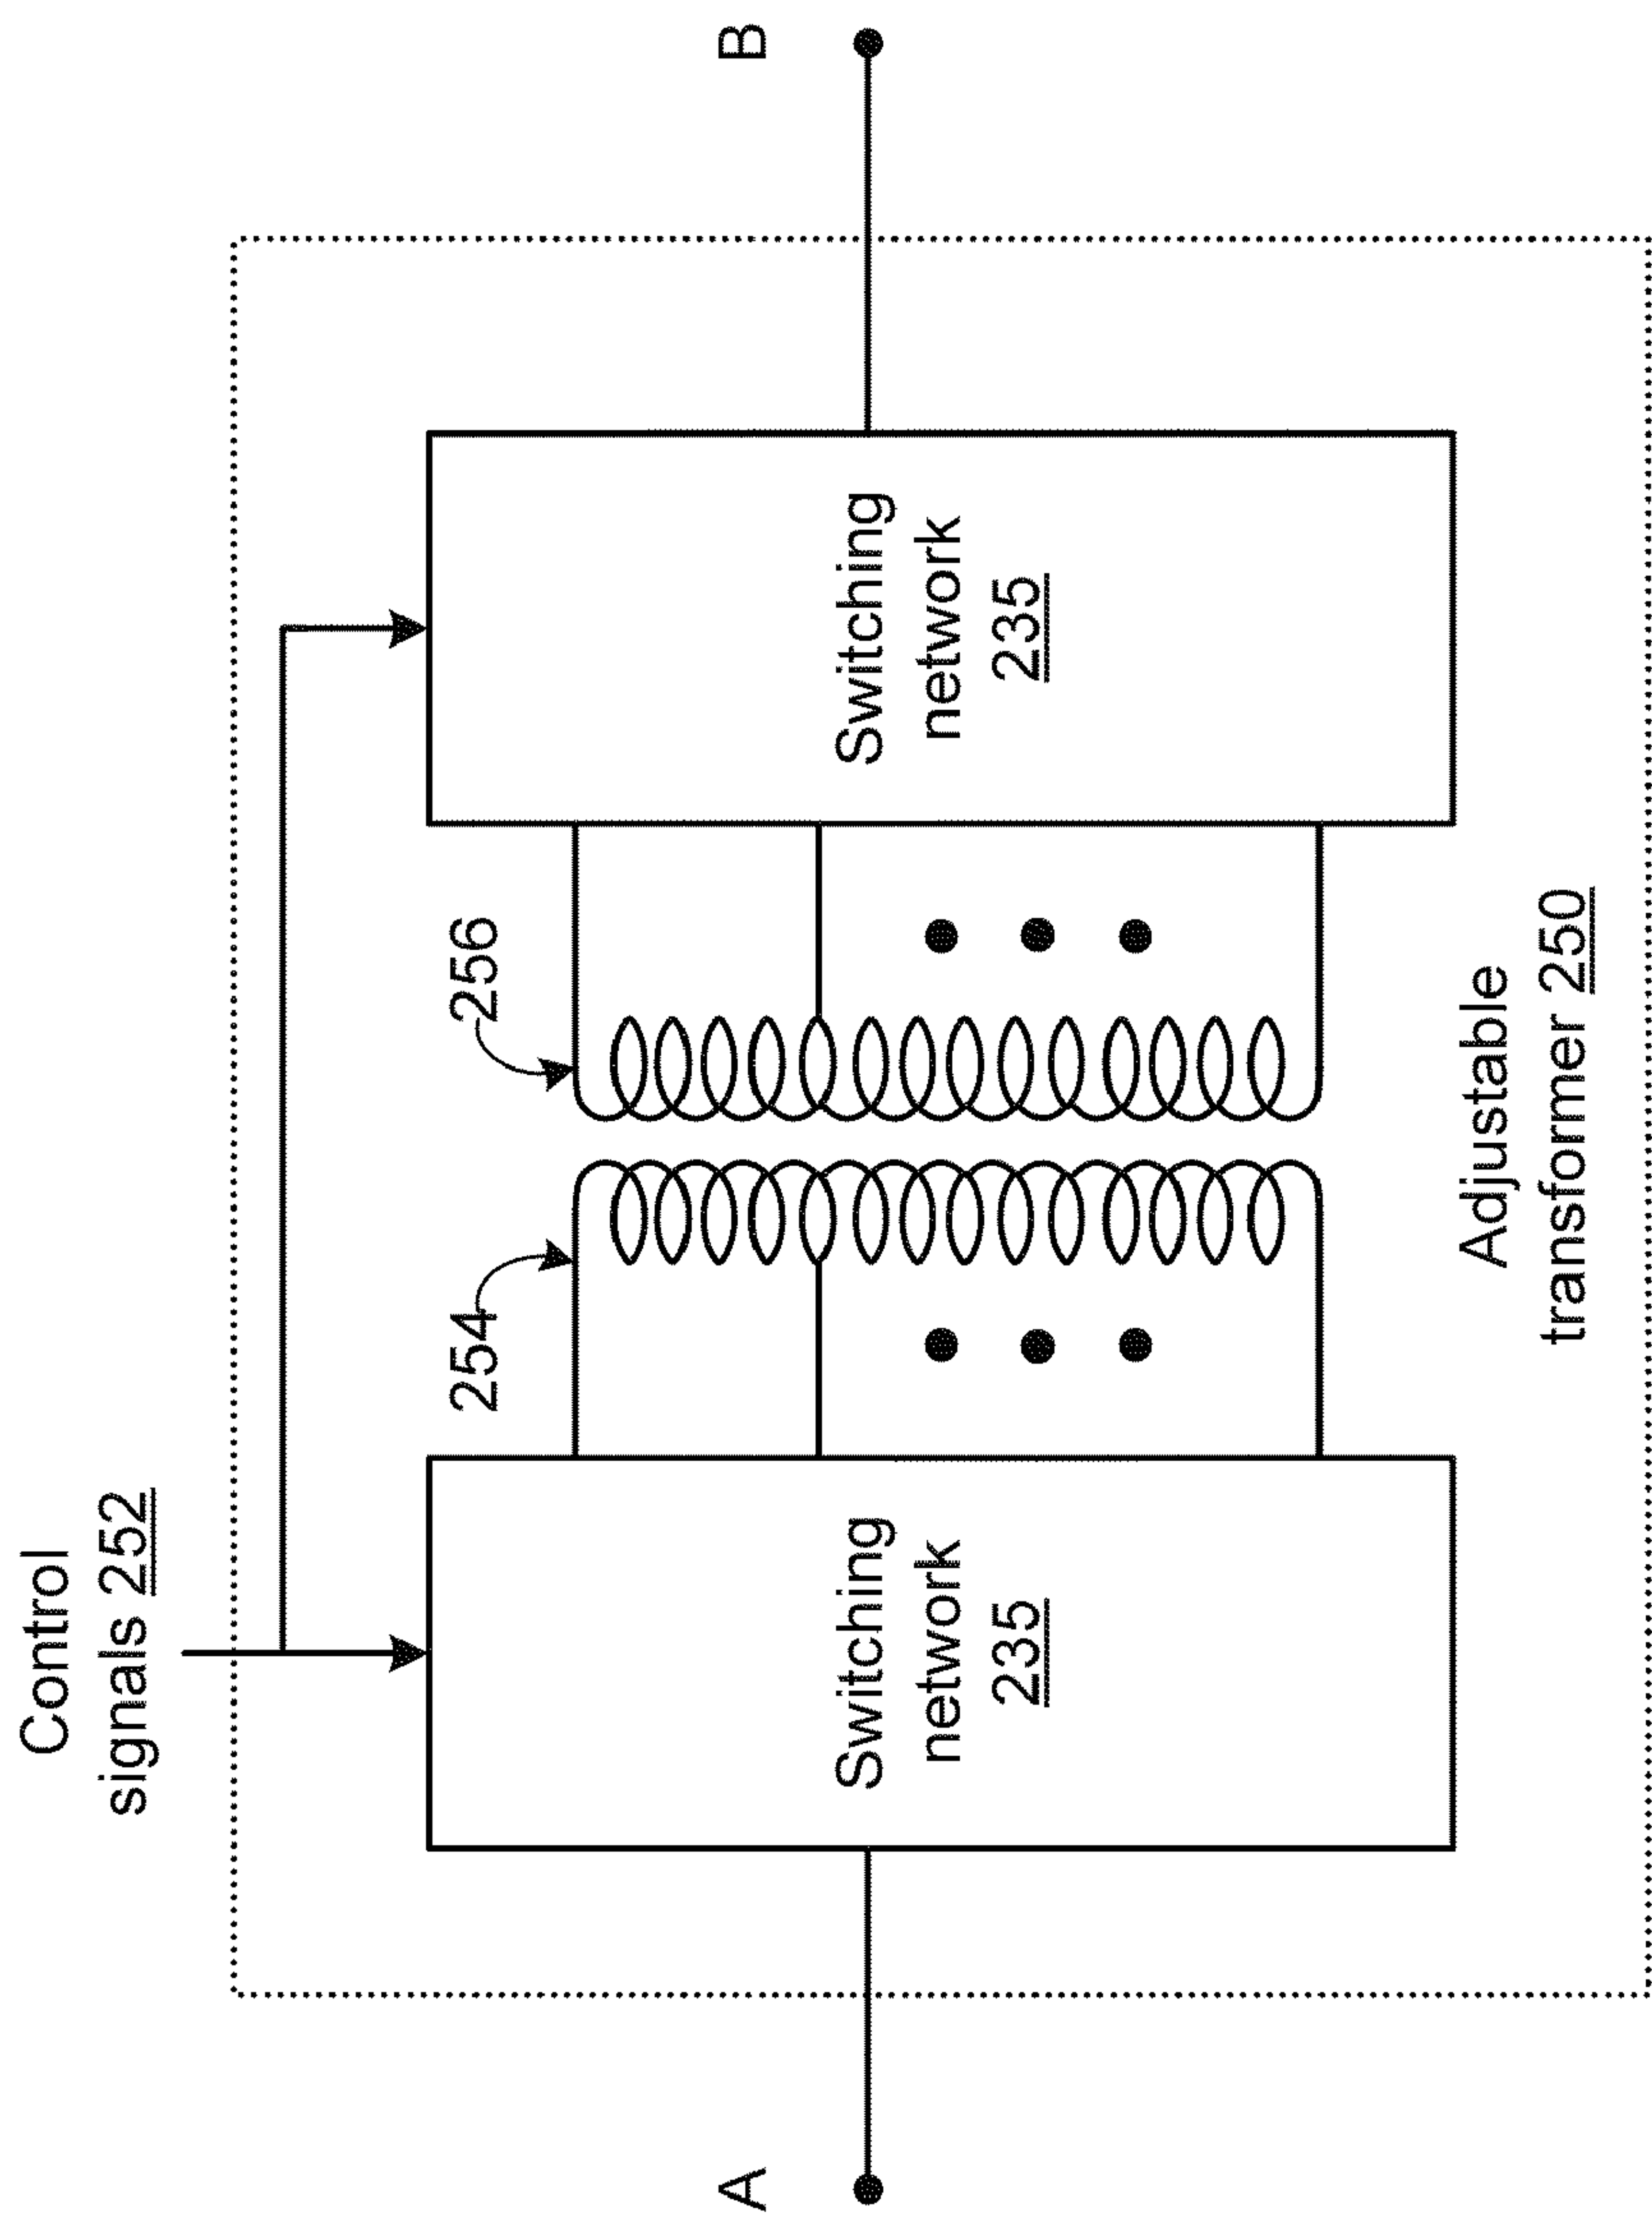 Control
signals 252
A
B
254
256
Switching
network
235
Switching
network
235
Adjustable
transformer 250